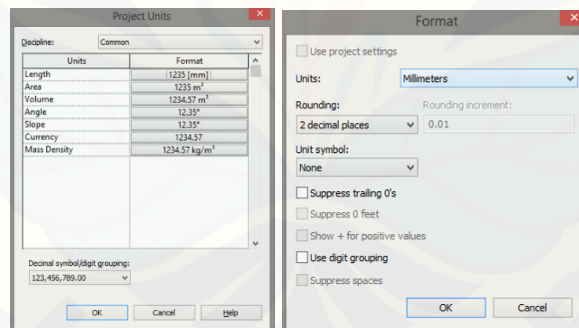 Project Units
Discipline: Common
Units Format
Length 1235 [mm]
Area 1235 m²
Volume 1234.57 m³
Angle 12.35°
Slope 12.35°
Currency 1234.57
Mass Density 1234.57 kg/m³
Decimal symbol/digit grouping:
123,456,789.00
OK Cancel Help
Format
Use project settings
Units: Millimeters
Rounding: Rounding increment:
2 decimal places 0.01
Unit symbol:
None
Suppress trailing 0's
Suppress 0 feet
Show + for positive values
Use digit grouping
Suppress spaces
OK Cancel